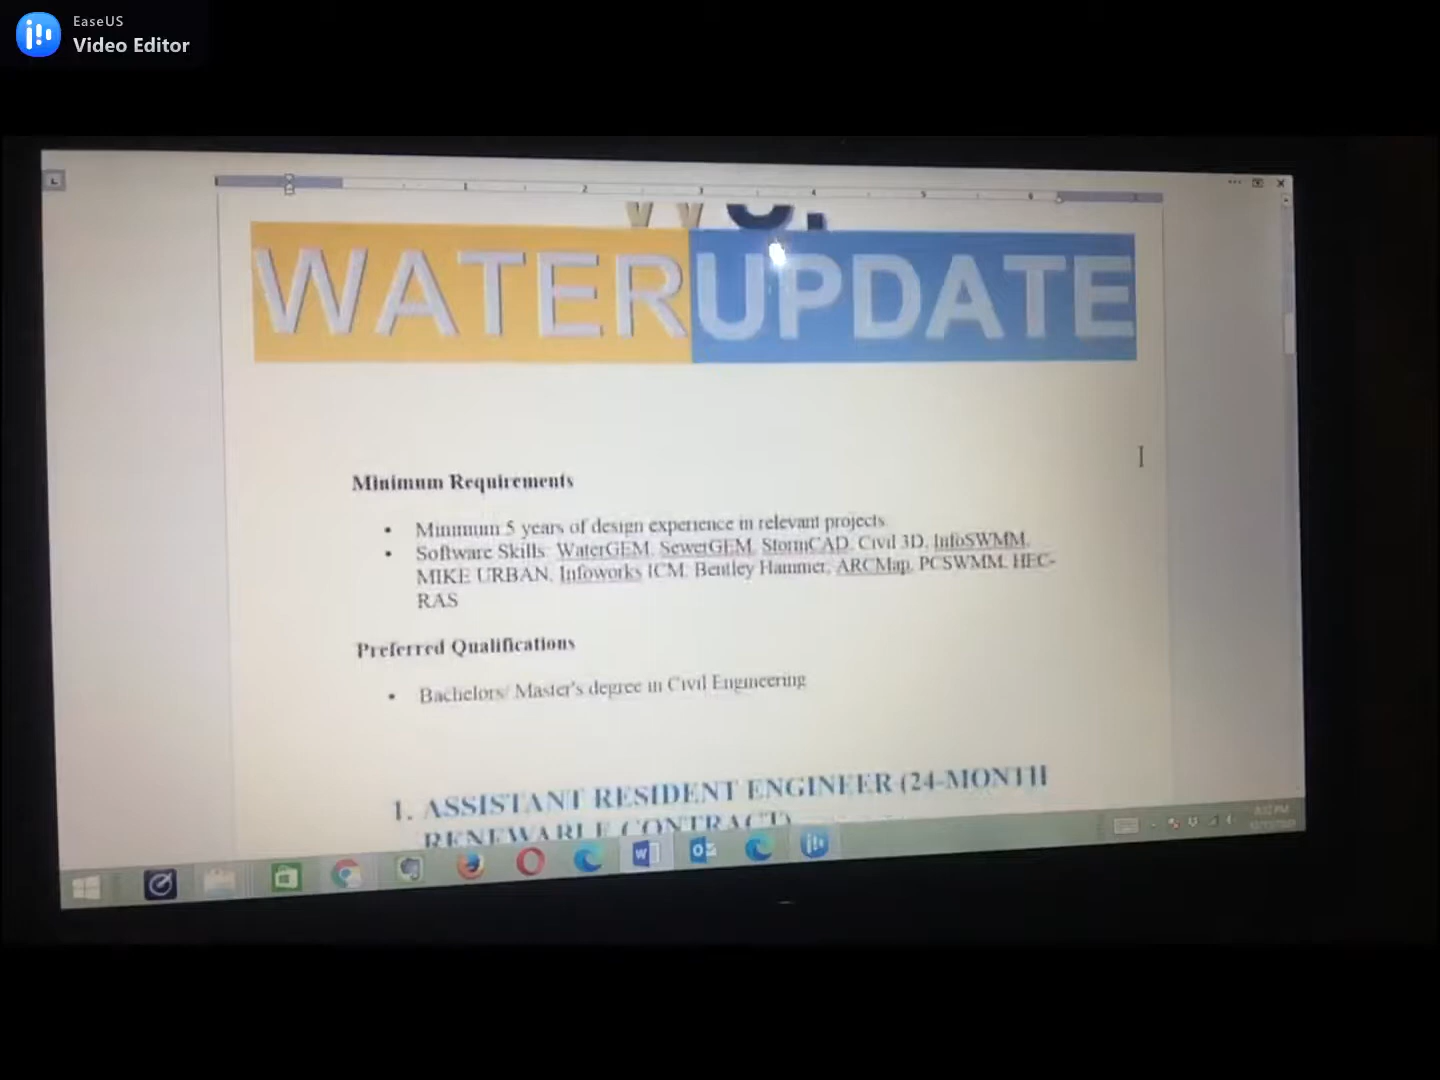 EaseUS
Video Editor
WATERUPDATE
Minimum Requirements
• Minimum 5 years of design experience in relevant projects
• Software Skills: WaterGEM, SewerGEM, StormCAD, Civil 3D, InfoSWMM,
MIKE URBAN, Infoworks ICM, Bentley Hammer, ARCMap, PCSWMM, HEC-
RAS
Preferred Qualifications
• Bachelors/ Master's degree in Civil Engineering
1. ASSISTANT RESIDENT ENGINEER (24-MONTH
RENEWABLE CONTRACT)